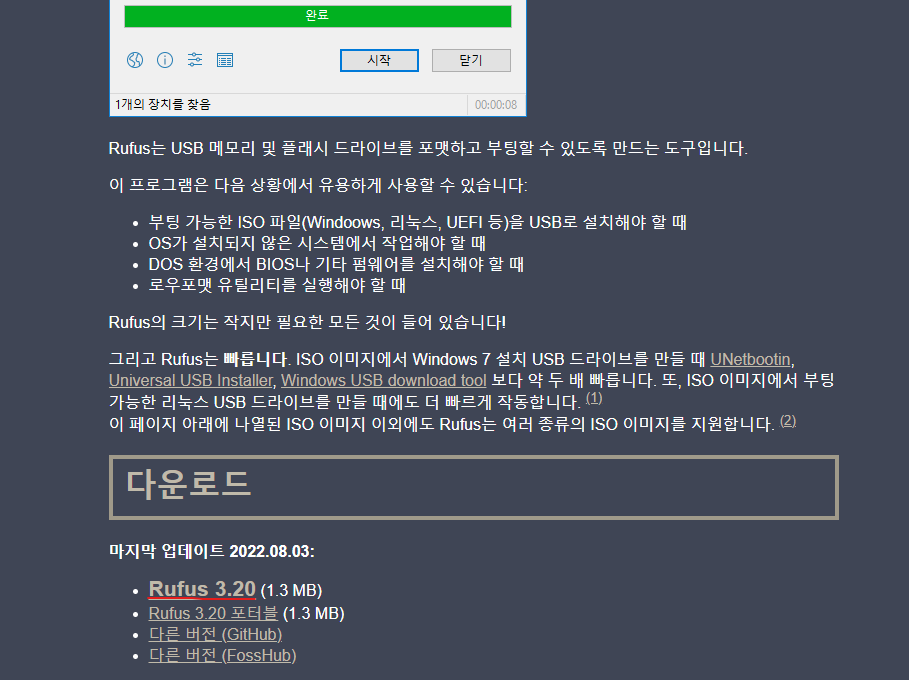 완료
시작
닫기
1개의 장치를 찾음
00:00:08
Rufus는 USB 메모리 및 플래시 드라이브를 포맷하고 부팅할 수 있도록 만드는 도구입니다.
이 프로그램은 다음 상황에서 유용하게 사용할 수 있습니다:
• 부팅 가능한 ISO 파일(Windoows, 리눅스, UEFI 등)을 USB로 설치해야 할 때
• OS가 설치되지 않은 시스템에서 작업해야 할 때
• DOS 환경에서 BIOS나 기타 펌웨어를 설치해야 할 때
• 로우포맷 유틸리티를 실행해야 할 때
Rufus의 크기는 작지만 필요한 모든 것이 들어 있습니다!
그리고 Rufus는 빠릅니다. ISO 이미지에서 Windows 7 설치 USB 드라이브를 만들 때 UNetbootin,
Universal USB Installer, Windows USB download tool 보다 약 두 배 빠릅니다. 또, ISO 이미지에서 부팅
가능한 리눅스 USB 드라이브를 만들 때에도 더 빠르게 작동합니다. (1)
이 페이지 아래에 나열된 ISO 이미지 이외에도 Rufus는 여러 종류의 ISO 이미지를 지원합니다. (2)
다운로드
마지막 업데이트 2022.08.03:
• Rufus 3.20 (1.3 MB)
• Rufus 3.20 포터블 (1.3 MB)
• 다른 버전 (GitHub)
• 다른 버전 (FossHub)